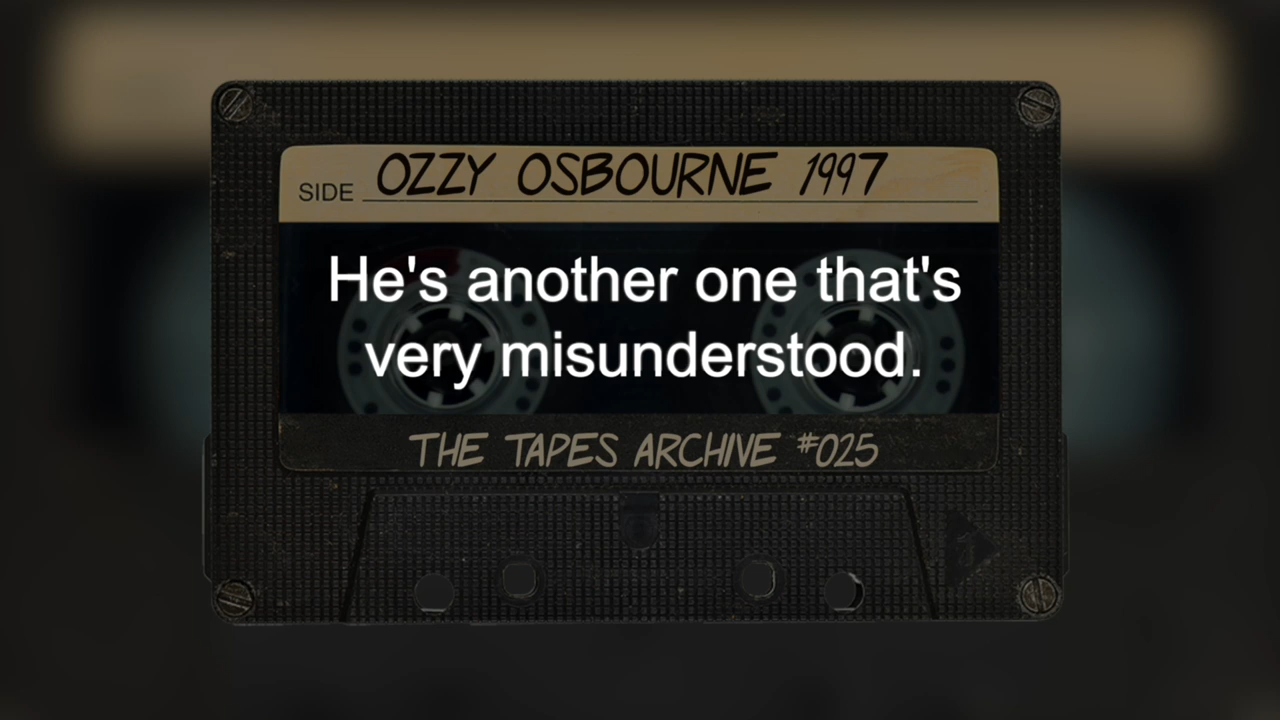 OZZY OSBOURNE 1997
SIDE
He's another one that's
very misunderstood.
THE TAPES ARCHIVE #025